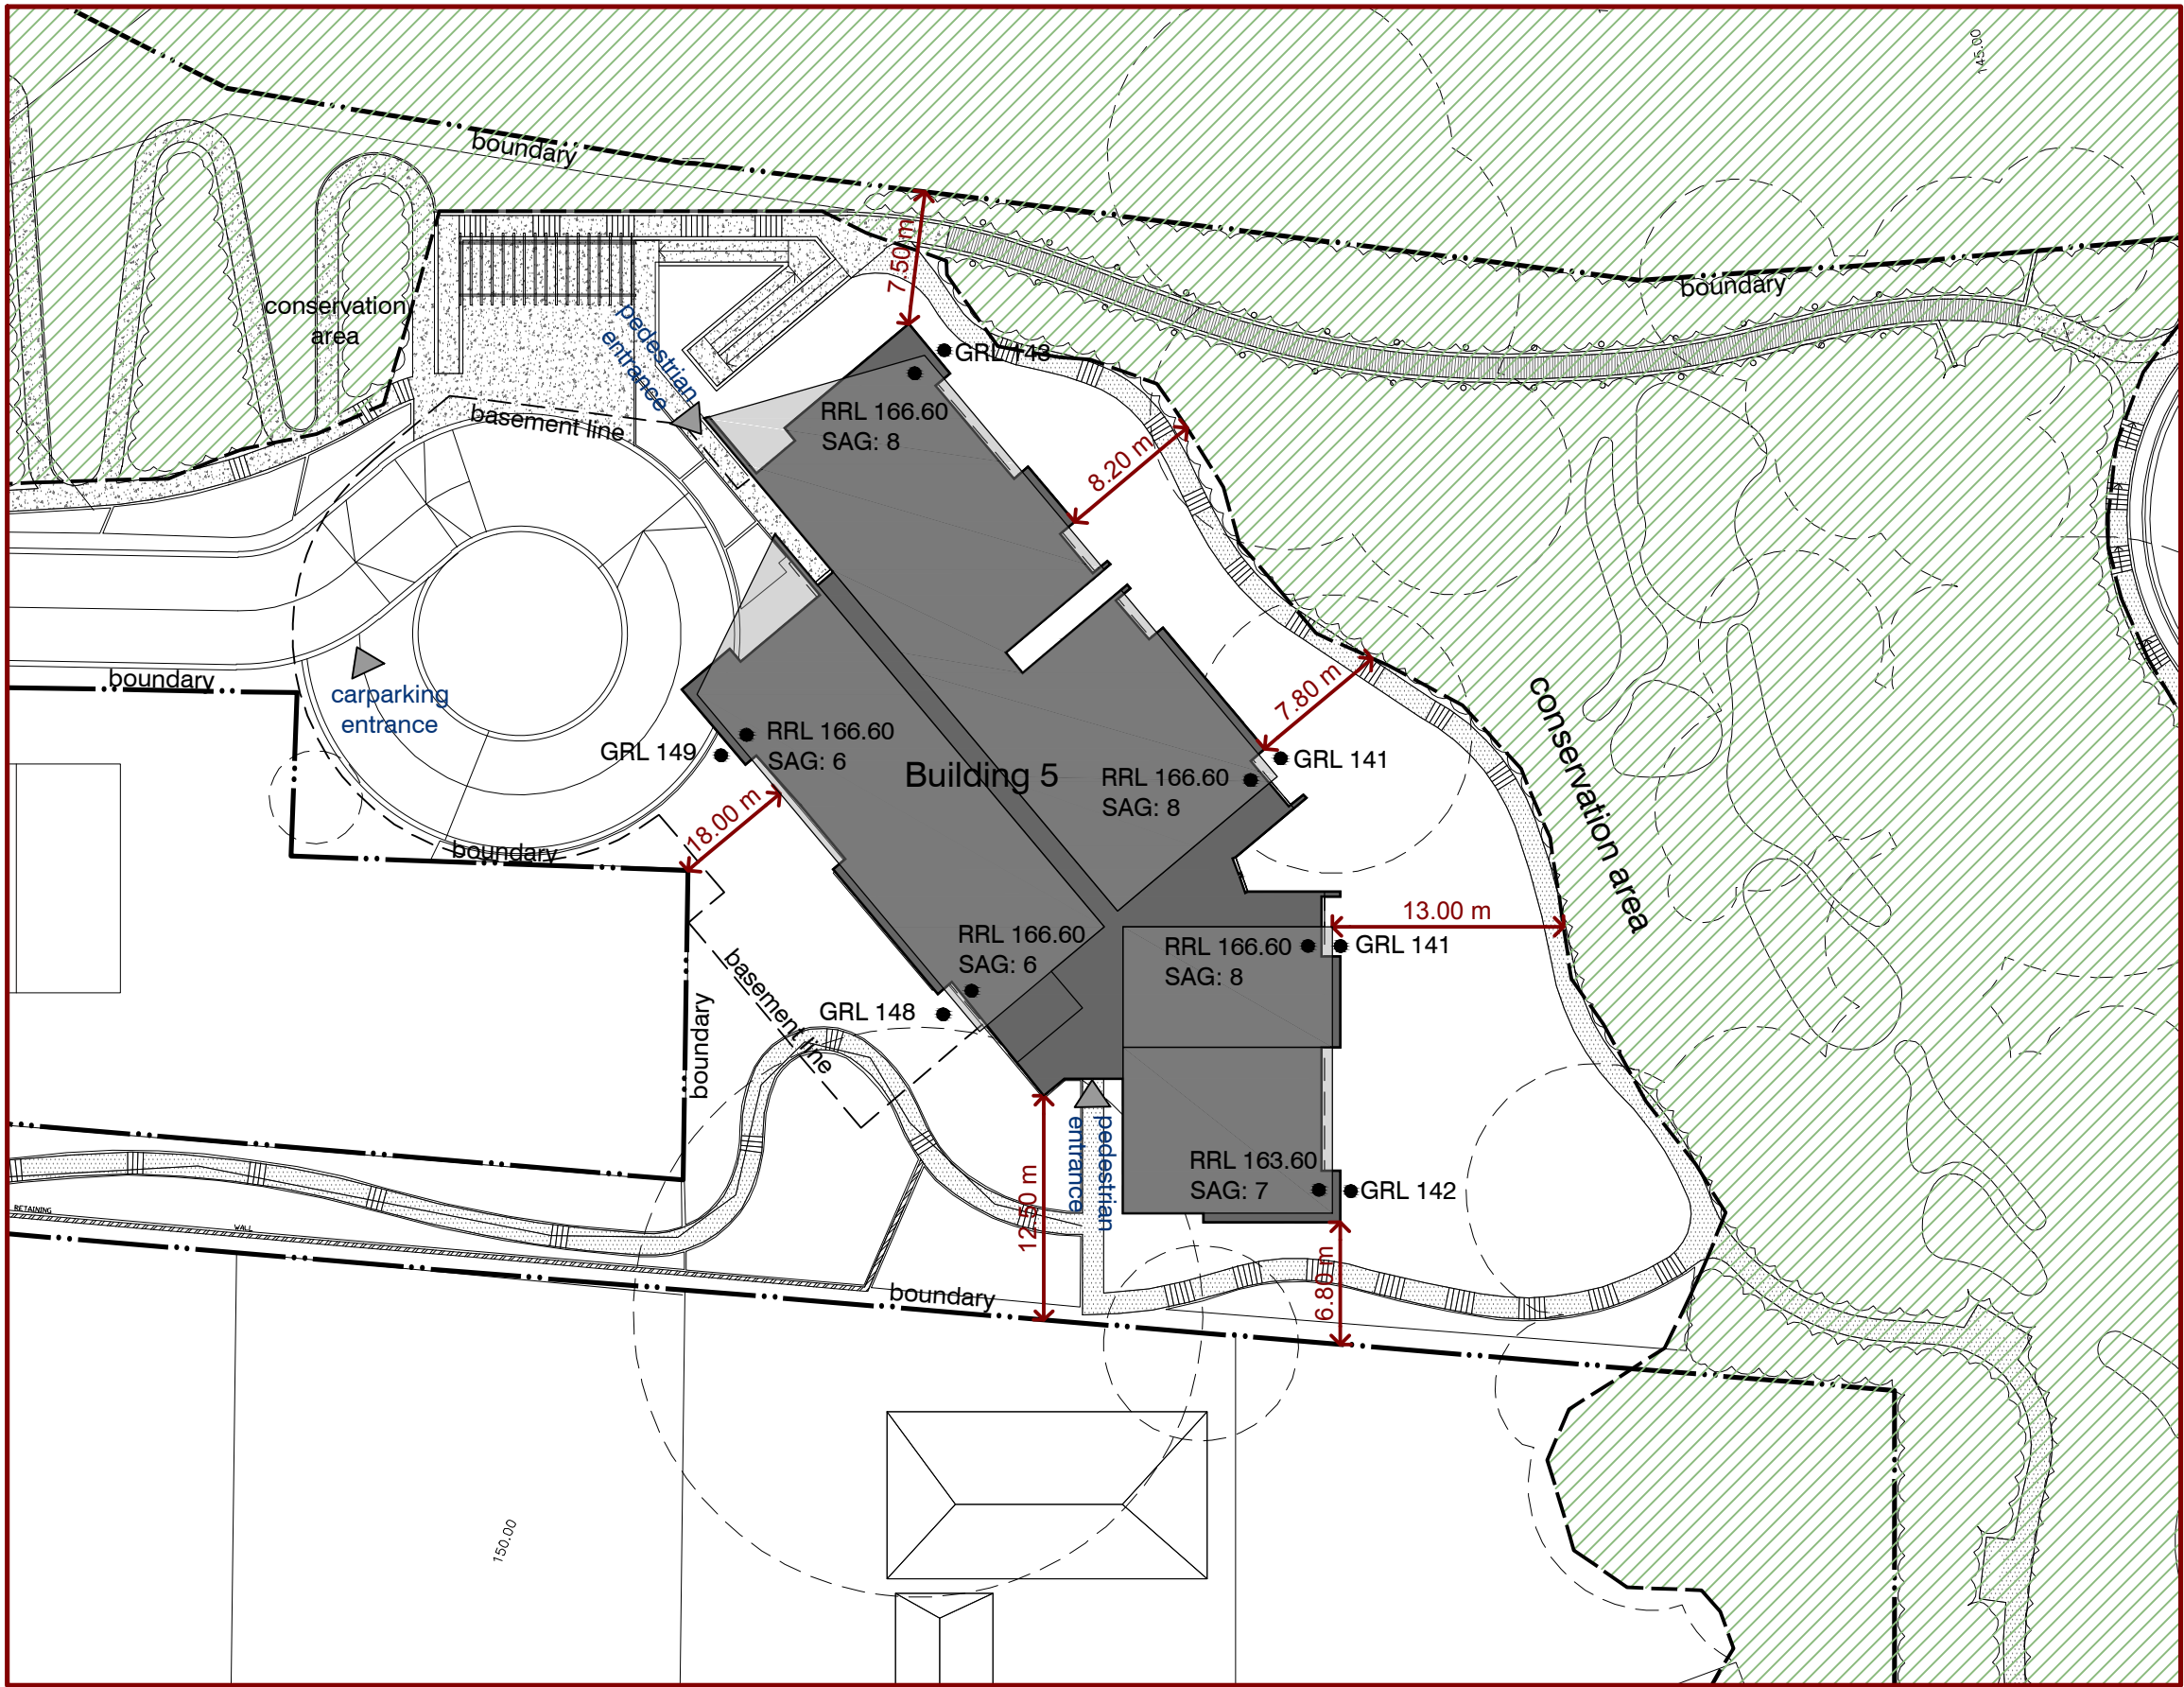 145.00
boundary
7.50 m
boundary
conservation
area
pedestrian
entrance
GRL 143
basement line
RRL 166.60
SAG: 8
8.20 m
boundary
carparking
entrance
7.80 m
conservation area
GRL 149
RRL 166.60
SAG: 6
Building 5
RRL 166.60
SAG: 8
GRL 141
18.00 m
boundary
13.00 m
RRL 166.60
SAG: 6
RRL 166.60
SAG: 8
GRL 141
basement line
GRL 148
boundary
pedestrian
entrance
12.50 m
RRL 163.60
SAG: 7
GRL 142
RETAINING
WALL
6.80 m
boundary
150.00